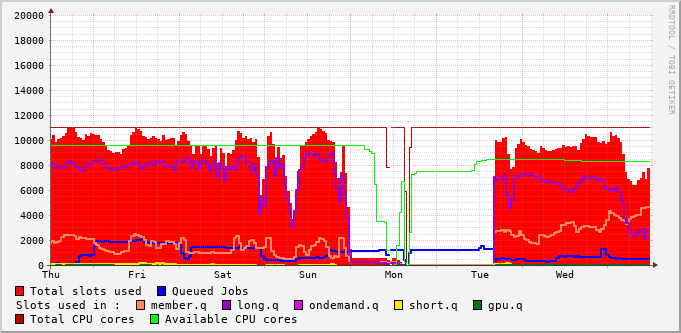 20000
18000
16000
14000
12000
10000
8000
6000
4000
2000
0
Thu Fri Sat Sun Mon Tue Wed
RRDTOOL / TOBI OETIKER
Total slots used Queued Jobs
Slots used in : member.q long.q ondemand.q short.q gpu.q
Total CPU cores Available CPU cores